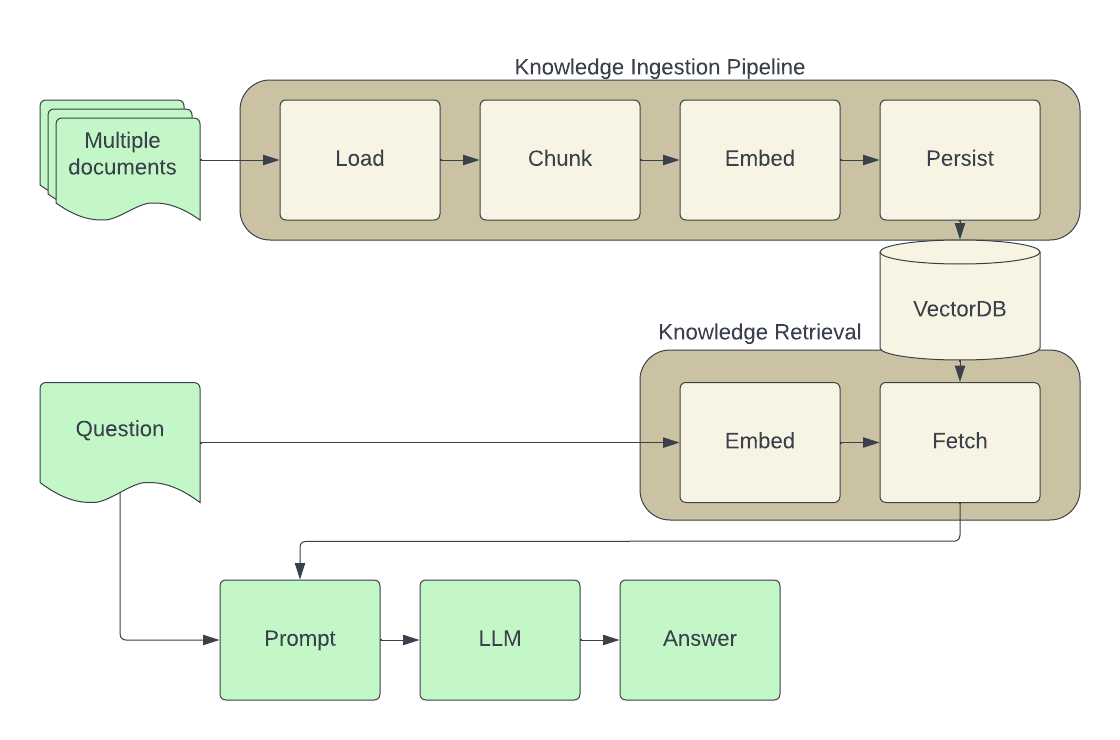 Knowledge Ingestion Pipeline
Multiple
documents
Load
Chunk
Embed
Persist
VectorDB
Knowledge Retrieval
Question
Embed
Fetch
Prompt
LLM
Answer